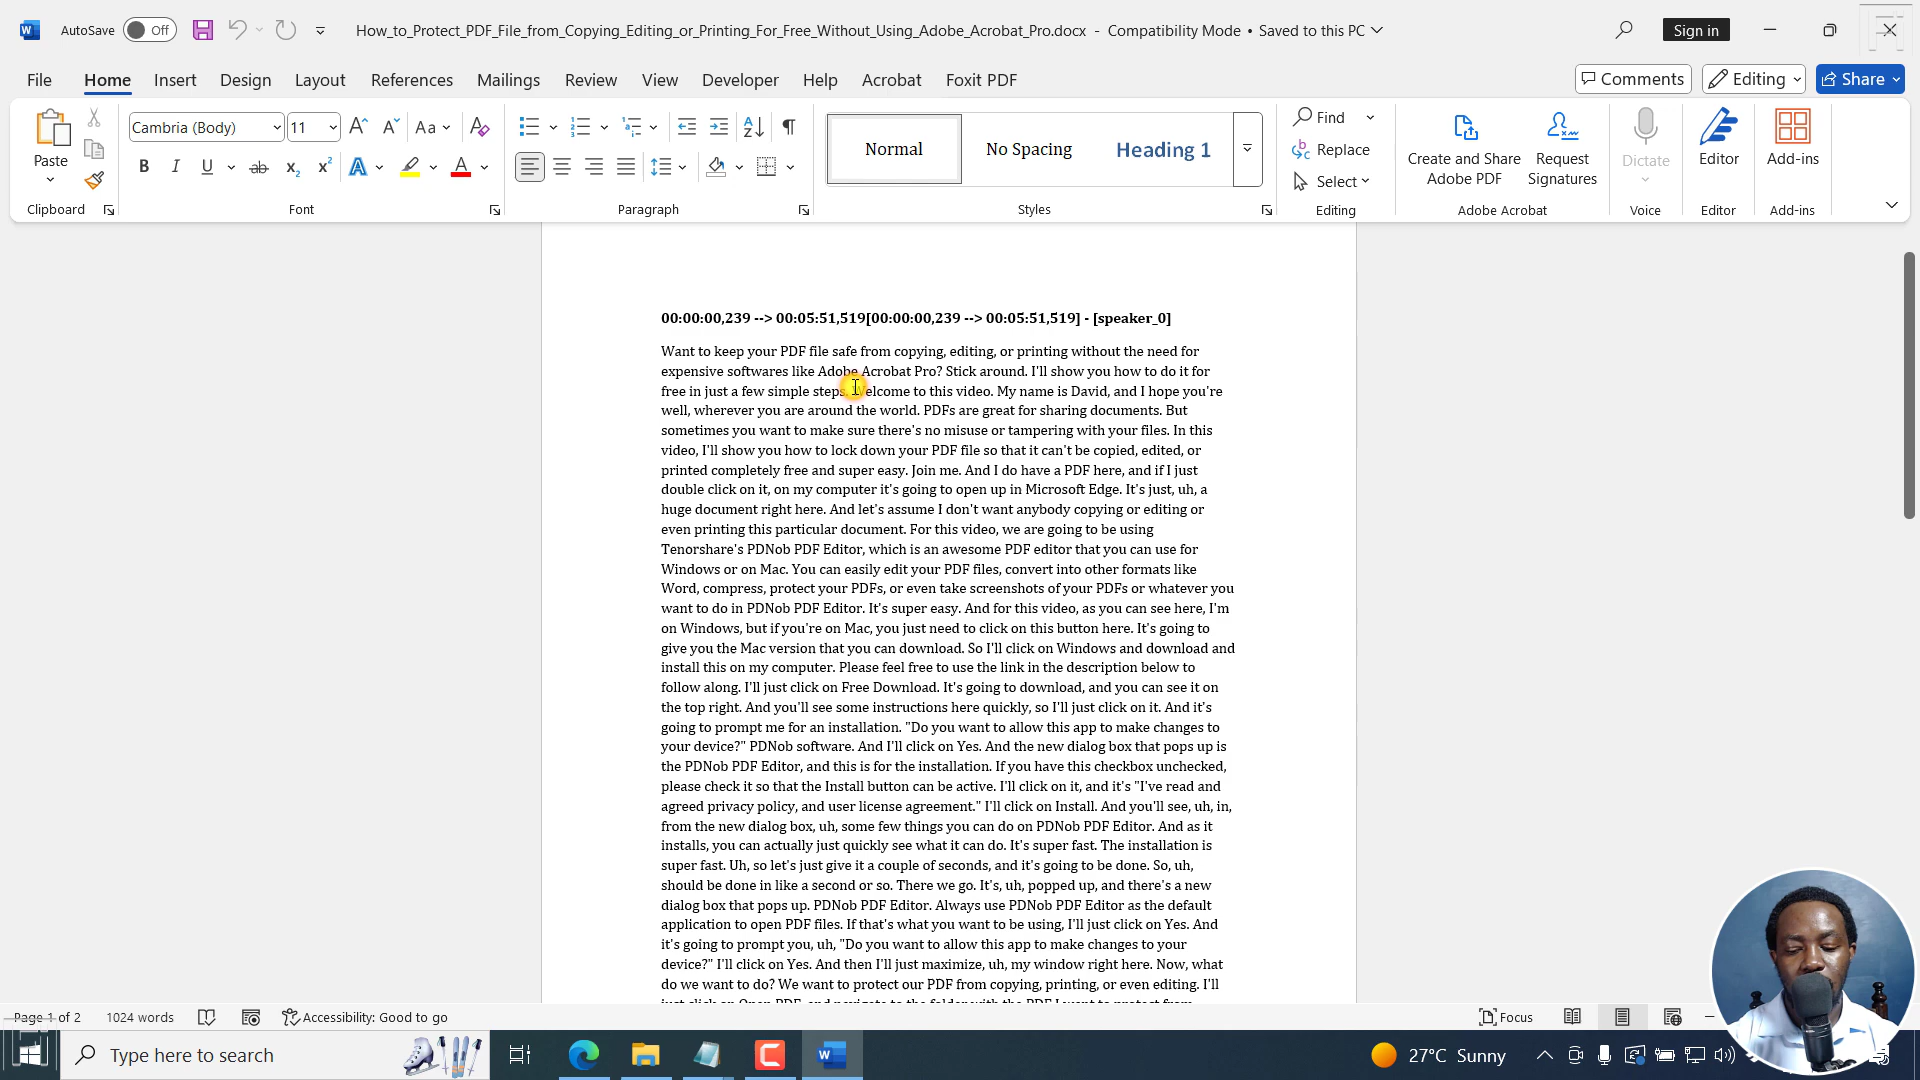 AutoSave Off How_to_Protect_PDF_File_from_Copying_Editing_or_Printing_For_Free_Without_Using_Adobe_Acrobat_Pro.docx - Compatibility Mode • Saved to this PC Sign in
File Home Insert Design Layout References Mailings Review View Developer Help Acrobat Foxit PDF Comments Editing Share
Paste Cambria (Body) 11 Normal No Spacing Heading 1 Find Replace Select Create and Share Adobe PDF Request Signatures Dictate Editor Add-ins
Clipboard Font Paragraph Styles Editing Adobe Acrobat Voice Editor Add-ins
00:00:00,239 --> 00:05:51,519[00:00:00,239 --> 00:05:51,519] - [speaker_0]
Want to keep your PDF file safe from copying, editing, or printing without the need for
expensive softwares like Adobe Acrobat Pro? Stick around. I'll show you how to do it for
free in just a few simple steps. Welcome to this video. My name is David, and I hope you're
well, wherever you are around the world. PDFs are great for sharing documents. But
sometimes you want to make sure there's no misuse or tampering with your files. In this
video, I'll show you how to lock down your PDF file so that it can't be copied, edited, or
printed completely free and super easy. Join me. And I do have a PDF here, and if I just
double click on it, on my computer it's going to open up in Microsoft Edge. It's just, uh, a
huge document right here. And let's assume I don't want anybody copying or editing or
even printing this particular document. For this video, we are going to be using
Tenorshare's PDNob PDF Editor, which is an awesome PDF editor that you can use for
Windows or on Mac. You can easily edit your PDF files, convert into other formats like
Word, compress, protect your PDFs, or even take screenshots of your PDFs or whatever you
want to do in PDNob PDF Editor. It's super easy. And for this video, as you can see here, I'm
on Windows, but if you're on Mac, you just need to click on this button here. It's going to
give you the Mac version that you can download. So I'll click on Windows and download and
install this on my computer. Please feel free to use the link in the description below to
follow along. I'll just click on Free Download. It's going to download, and you can see it on
the top right. And you'll see some instructions here quickly, so I'll just click on it. And it's
going to prompt me for an installation. "Do you want to allow this app to make changes to
your device?" PDNob software. And I'll click on Yes. And the new dialog box that pops up is
the PDNob PDF Editor, and this is for the installation. If you have this checkbox unchecked,
please check it so that the Install button can be active. I'll click on it, and it's "I've read and
agreed privacy policy, and user license agreement." I'll click on Install. And you'll see, uh, in,
from the new dialog box, uh, some few things you can do on PDNob PDF Editor. And as it
installs, you can actually just quickly see what it can do. It's super fast. The installation is
super fast. Uh, so let's just give it a couple of seconds, and it's going to be done. So, uh,
should be done in like a second or so. There we go. It's, uh, popped up, and there's a new
dialog box that pops up. PDNob PDF Editor. Always use PDNob PDF Editor as the default
application to open PDF files. If that's what you want to be using, I'll just click on Yes. And
it's going to prompt you, uh, "Do you want to allow this app to make changes to your
device?" I'll click on Yes. And then I'll just maximize, uh, my window right here. Now, what
do we want to do? We want to protect our PDF from copying, printing, or even editing. I'll
just click on Open PDF, and navigate to the folder with the PDF I want to protect from
Page 1 of 2 1024 words Accessibility: Good to go Focus
Type here to search 27°C Sunny